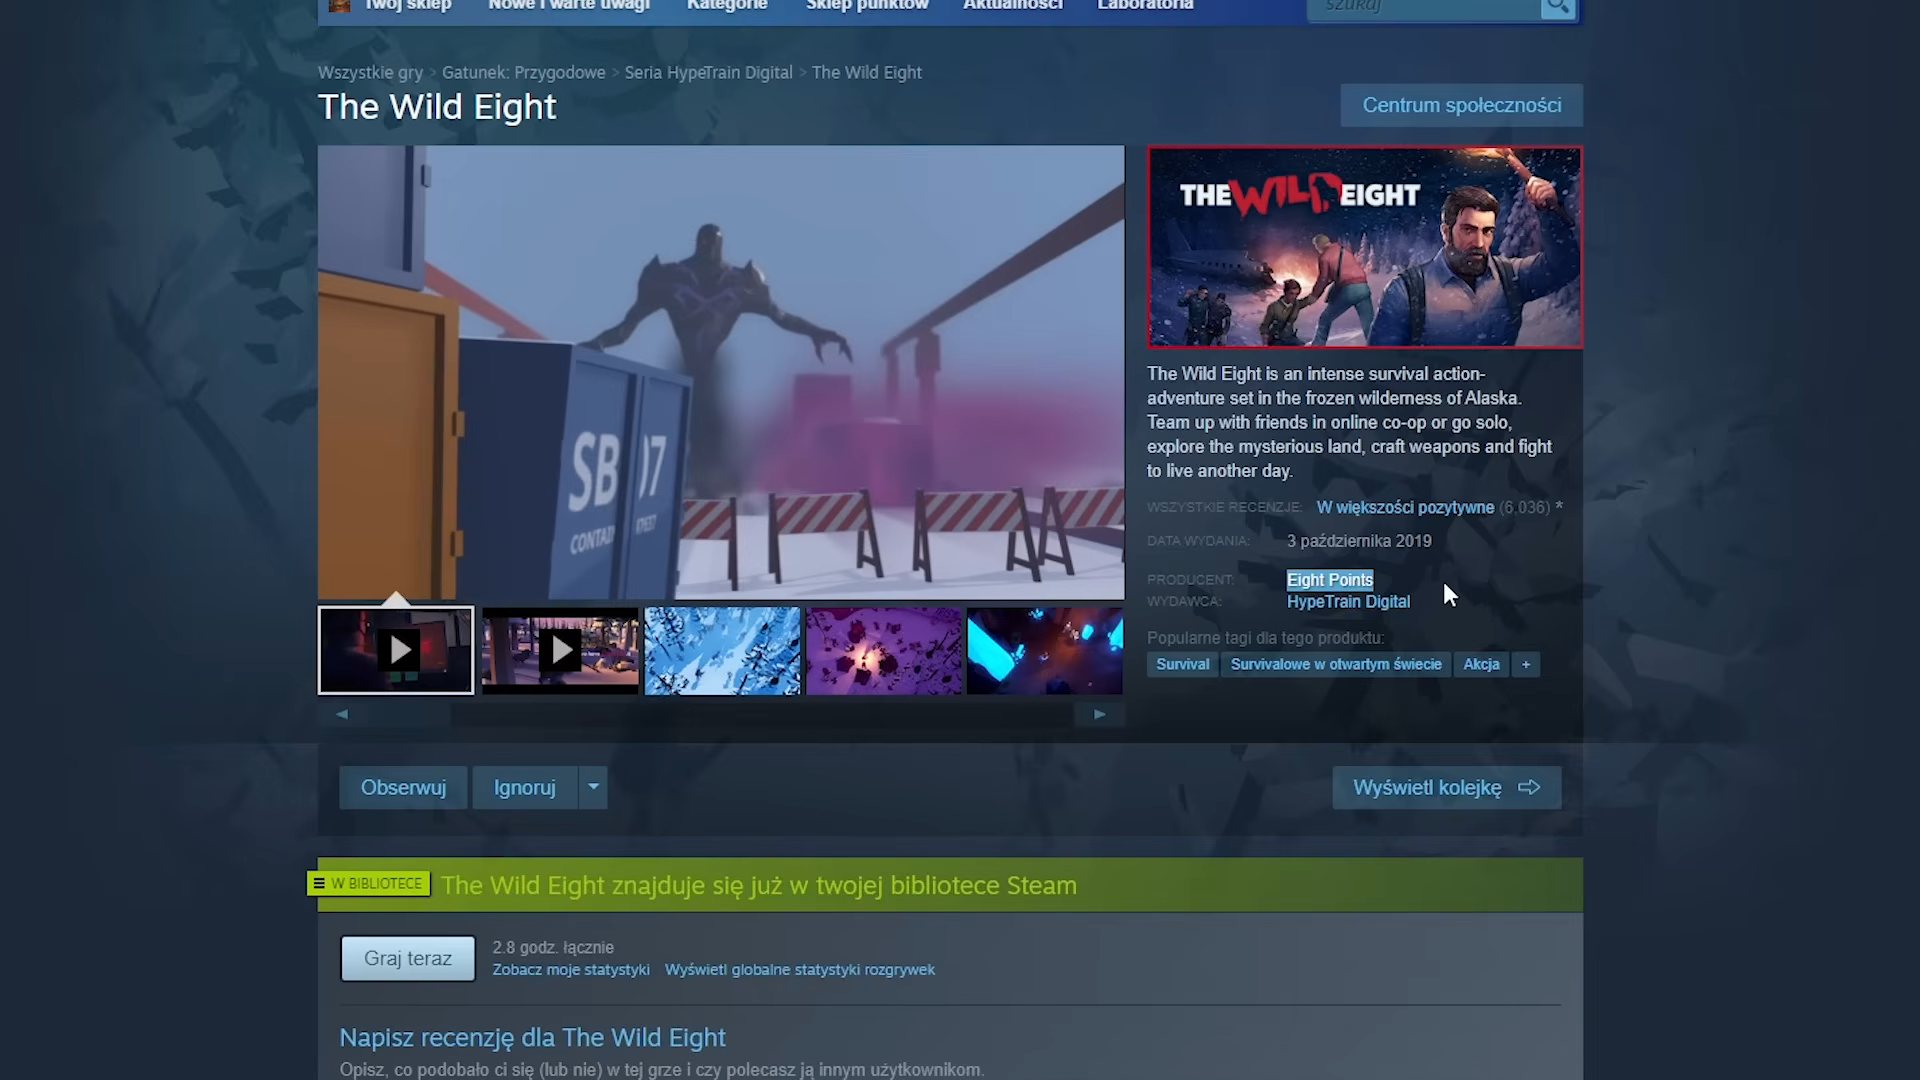 Twój sklep Nowe i warte uwagi Kategorie Sklep punktów Aktualności Laboratoria
szukaj
Wszystkie gry > Gatunek: Przygodowe > Seria HypeTrain Digital > The Wild Eight
The Wild Eight
Centrum społeczności
THE WILD EIGHT
SB 07
CONTAI
The Wild Eight is an intense survival action-
adventure set in the frozen wilderness of Alaska.
Team up with friends in online co-op or go solo,
explore the mysterious land, craft weapons and fight
to live another day.
WSZYSTKIE RECENZJE: W większości pozytywne (6,036) *
DATA WYDANIA: 3 października 2019
PRODUCENT: Eight Points
WYDAWCA: HypeTrain Digital
Popularne tagi dla tego produktu:
Survival Survivalowe w otwartym świecie Akcja +
Obserwuj Ignoruj Wyświetl kolejkę
W BIBLIOTECE The Wild Eight znajduje się już w twojej bibliotece Steam
Graj teraz
2.8 godz. łącznie
Zobacz moje statystyki Wyświetl globalne statystyki rozgrywek
Napisz recenzję dla The Wild Eight
Opisz, co podobało ci się (lub nie) w tej grze i czy polecasz ją innym użytkownikom.